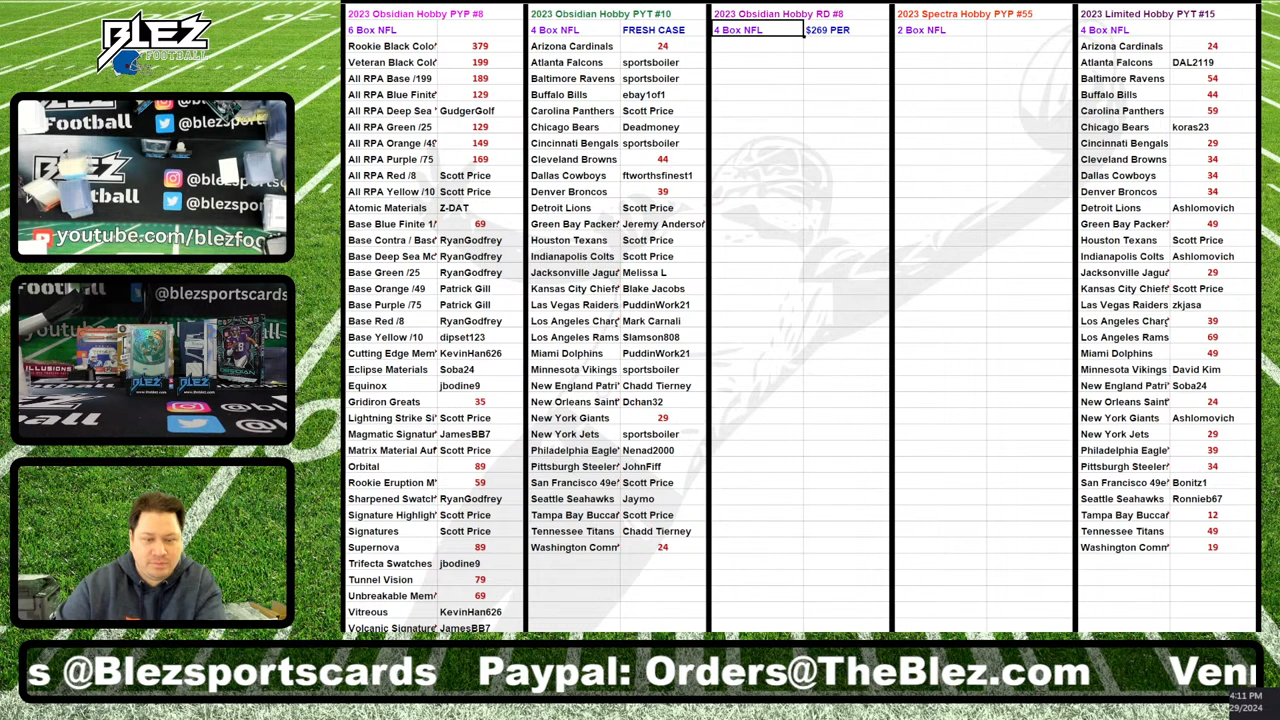 BLEZ
FOOTBALL
Football @blezsports
BLEZ
Football
@blezsports
@blezspor
youtube.com/blezfoo
@blezsportscards
youtube
ILLUSIONS
BLEZ
BLEZ
OBSIDIAN
2023 Obsidian Hobby PYP #8
6 Box NFL
Rookie Black Colo 379
Veteran Black Col 199
All RPA Base /199 189
All RPA Blue Finite 129
All RPA Deep Sea GudgerGolf
All RPA Green /25 129
All RPA Orange /49 149
All RPA Purple /75 169
All RPA Red /8 Scott Price
All RPA Yellow /10 Scott Price
Atomic Materials Z-DAT
Base Blue Finite 1/ 69
Base Contra / Base RyanGodfrey
Base Deep Sea Mo RyanGodfrey
Base Green /25 RyanGodfrey
Base Orange /49 Patrick Gill
Base Purple /75 Patrick Gill
Base Red /8 RyanGodfrey
Base Yellow /10 dipset123
Cutting Edge Mem KevinHan626
Eclipse Materials Soba24
Equinox jbodine9
Gridiron Greats 35
Lightning Strike Si Scott Price
Magmatic Signatur JamesBB7
Matrix Material Aut Scott Price
Orbital 89
Rookie Eruption M 59
Sharpened Swatch RyanGodfrey
Signature Highligh Scott Price
Signatures Scott Price
Supernova 89
Trifecta Swatches jbodine9
Tunnel Vision 79
Unbreakable Mem 69
Vitreous KevinHan626
Volcanic Signature JamesBB7
2023 Obsidian Hobby PYT #10
4 Box NFL FRESH CASE
Arizona Cardinals 24
Atlanta Falcons sportsboiler
Baltimore Ravens sportsboiler
Buffalo Bills ebay1of1
Carolina Panthers Scott Price
Chicago Bears Deadmoney
Cincinnati Bengals sportsboiler
Cleveland Browns 44
Dallas Cowboys ftworthsfinest1
Denver Broncos 39
Detroit Lions Scott Price
Green Bay Packer Jeremy Anderson
Houston Texans Scott Price
Indianapolis Colts Scott Price
Jacksonville Jagu Melissa L
Kansas City Chief Blake Jacobs
Las Vegas Raiders PuddinWork21
Los Angeles Char Mark Carnali
Los Angeles Rams Slamson808
Miami Dolphins PuddinWork21
Minnesota Vikings sportsboiler
New England Patri Chadd Tierney
New Orleans Saint Dchan32
New York Giants 29
New York Jets sportsboiler
Philadelphia Eagle Nenad2000
Pittsburgh Steeler JohnFiff
San Francisco 49e Scott Price
Seattle Seahawks Jaymo
Tampa Bay Bucca Scott Price
Tennessee Titans Chadd Tierney
Washington Comm 24
2023 Obsidian Hobby RD #8
4 Box NFL $269 PER
2023 Spectra Hobby PYP #55
2 Box NFL
2023 Limited Hobby PYT #15
4 Box NFL
Arizona Cardinals 24
Atlanta Falcons DAL2119
Baltimore Ravens 54
Buffalo Bills 44
Carolina Panthers 59
Chicago Bears koras23
Cincinnati Bengals 29
Cleveland Browns 34
Dallas Cowboys 34
Denver Broncos 34
Detroit Lions Ashlomovich
Green Bay Packer 49
Houston Texans Scott Price
Indianapolis Colts Ashlomovich
Jacksonville Jagu 29
Kansas City Chief Scott Price
Las Vegas Raiders zkjasa
Los Angeles Char 39
Los Angeles Rams 69
Miami Dolphins 49
Minnesota Vikings David Kim
New England Patri Soba24
New Orleans Saint 24
New York Giants Ashlomovich
New York Jets 29
Philadelphia Eagle 39
Pittsburgh Steeler 34
San Francisco 49e Bonitz1
Seattle Seahawks Ronnieb67
Tampa Bay Bucca 12
Tennessee Titans 49
Washington Comm 19
s @Blezsportscards Paypal: Orders@TheBlez.com Ven
4:11 PM
29/2024